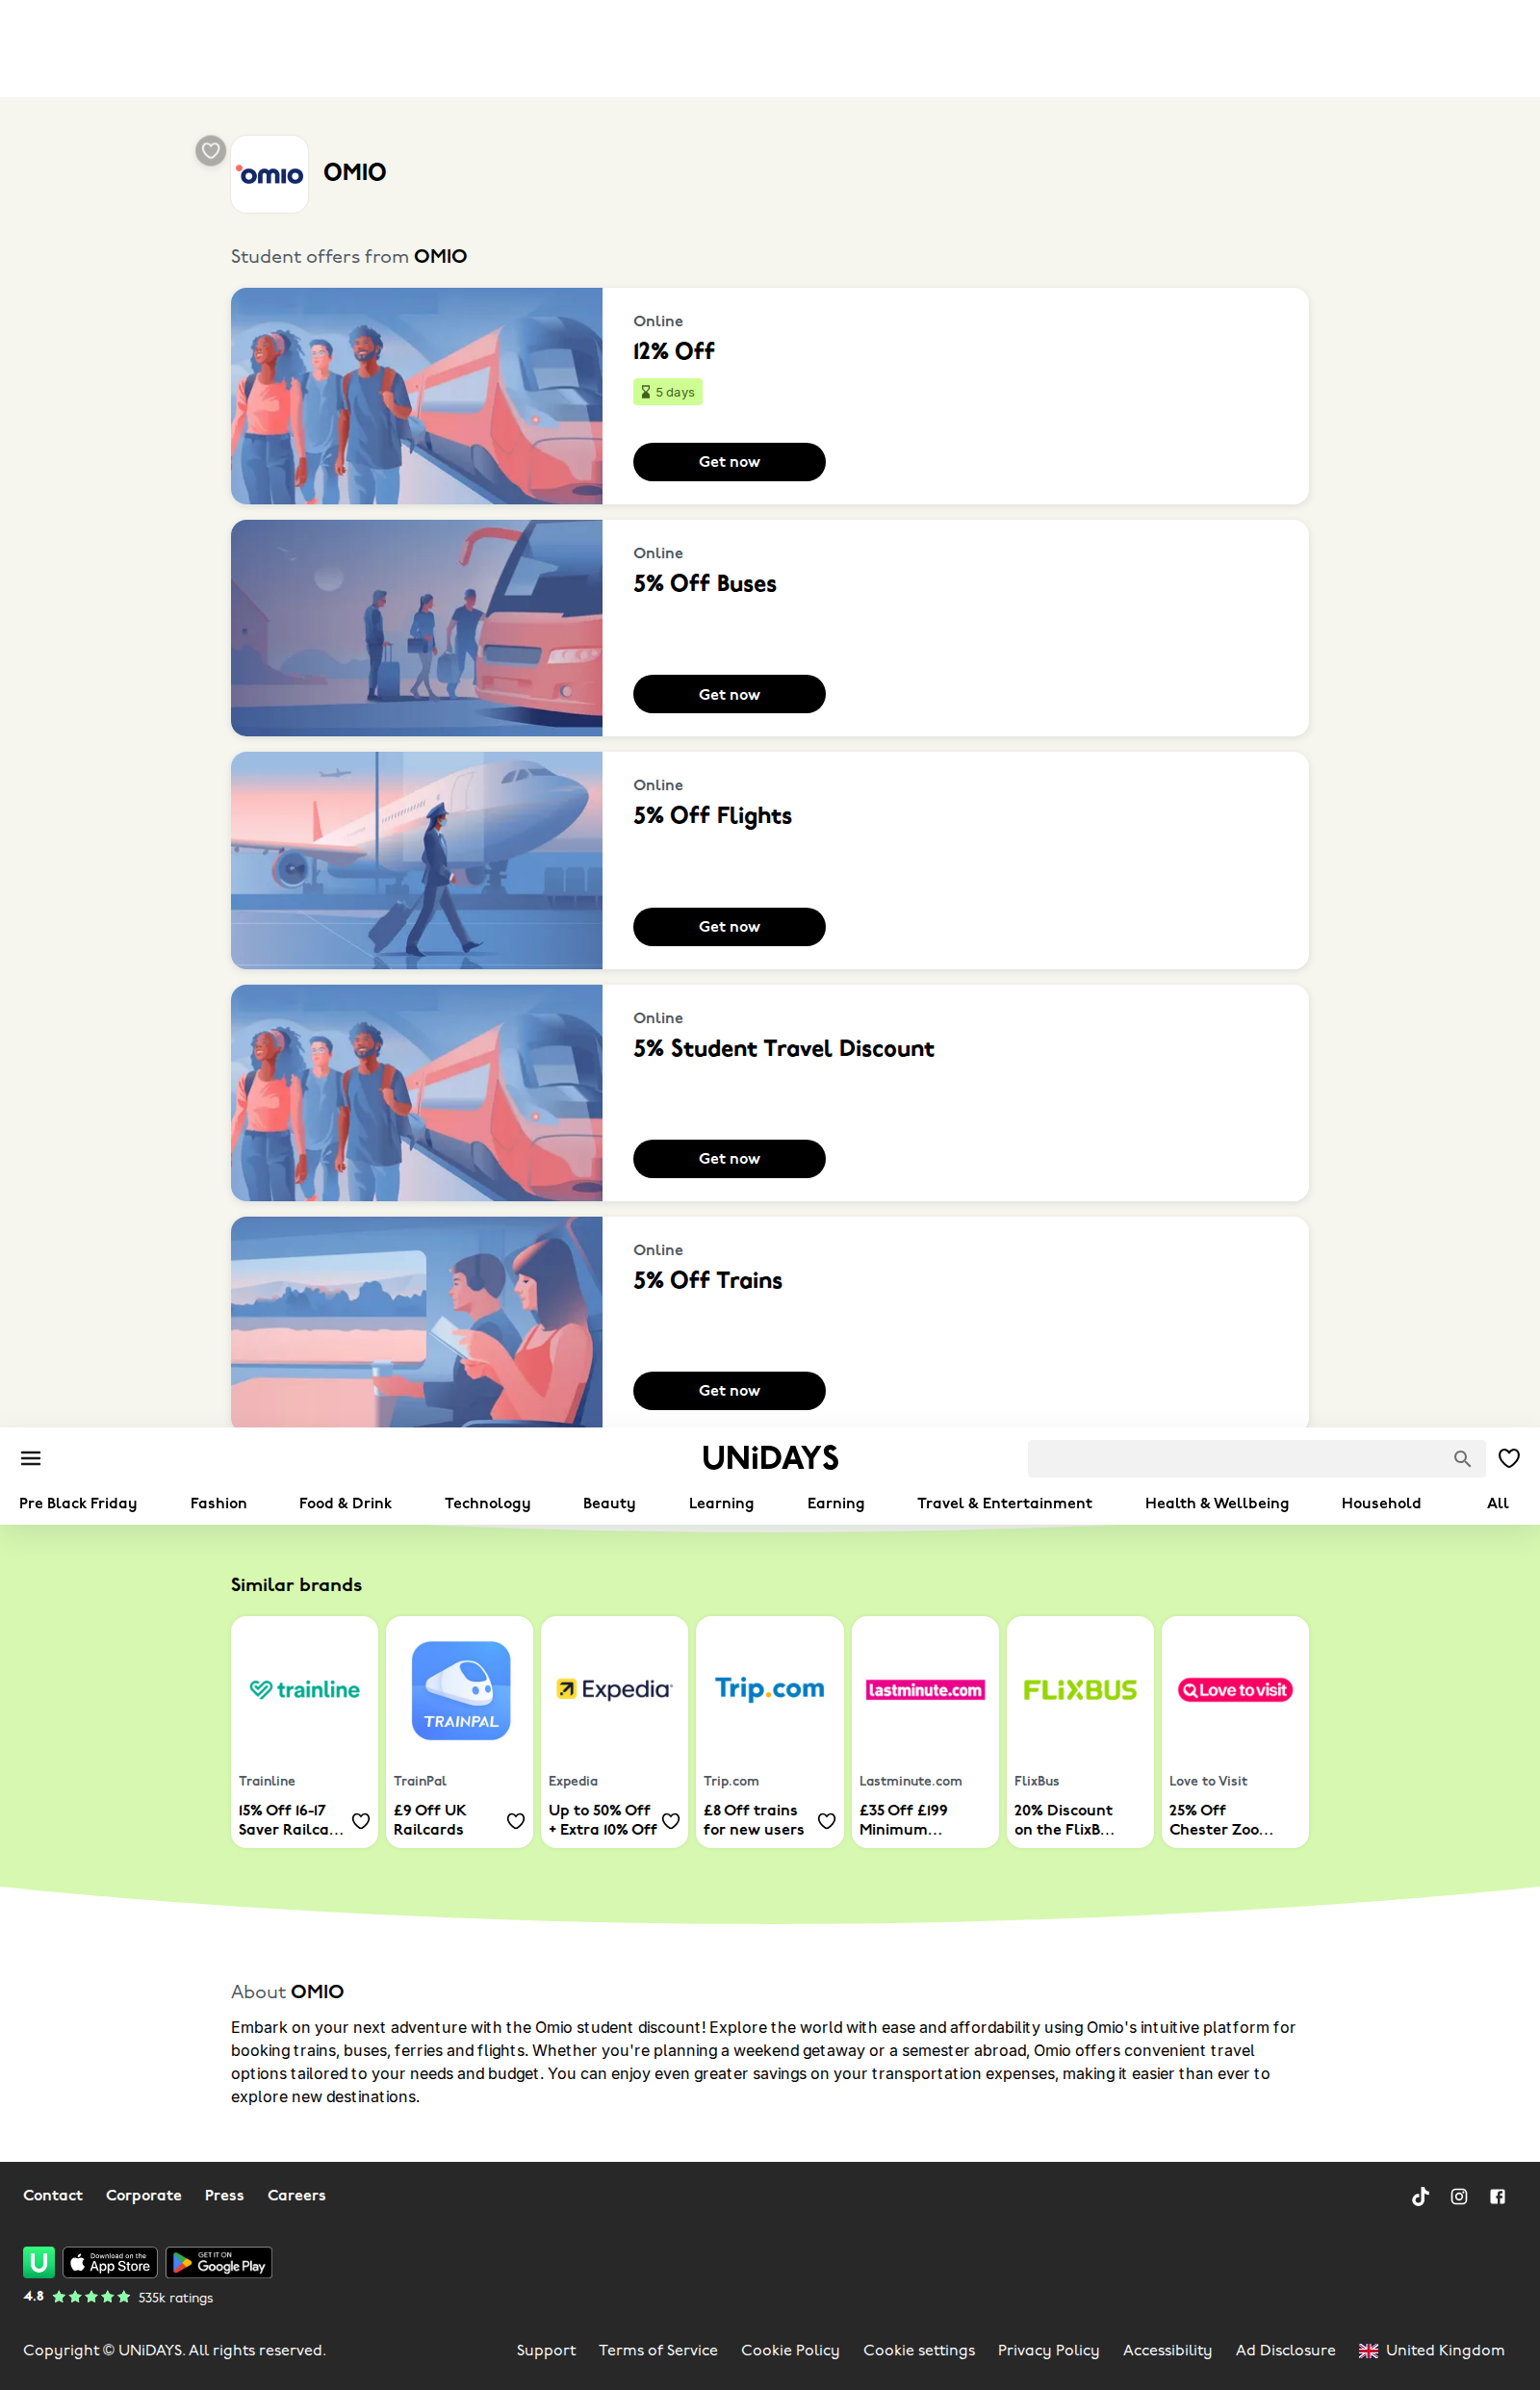 omio
OMIO
Student offers from OMIO
Online
12% Off
5 days
Get now
Online
5% Off Buses
Get now
Online
5% Off Flights
Get now
Online
5% Student Travel Discount
Get now
Online
5% Off Trains
Get now
UNiDAYS
Pre Black Friday Fashion Food & Drink Technology Beauty Learning Earning Travel & Entertainment Health & Wellbeing Household All
Similar brands
trainline
TRAINPAL
Expedia
Trip.com
lastminute.com
FLiXBUS
Love to visit
Trainline
15% Off 16-17
Saver Railca...
TrainPal
£9 Off UK
Railcards
Expedia
Up to 50% Off
+ Extra 10% Off
Trip.com
£8 Off trains
for new users
Lastminute.com
£35 Off £199
Minimum...
FlixBus
20% Discount
on the FlixB...
Love to Visit
25% Off
Chester Zoo...
About OMIO
Embark on your next adventure with the Omio student discount! Explore the world with ease and affordability using Omio's intuitive platform for
booking trains, buses, ferries and flights. Whether you're planning a weekend getaway or a semester abroad, Omio offers convenient travel
options tailored to your needs and budget. You can enjoy even greater savings on your transportation expenses, making it easier than ever to
explore new destinations.
Contact Corporate Press Careers
U
Download on the
App Store
GET IT ON
Google Play
4.8 535k ratings
Copyright © UNiDAYS. All rights reserved. Support Terms of Service Cookie Policy Cookie settings Privacy Policy Accessibility Ad Disclosure United Kingdom